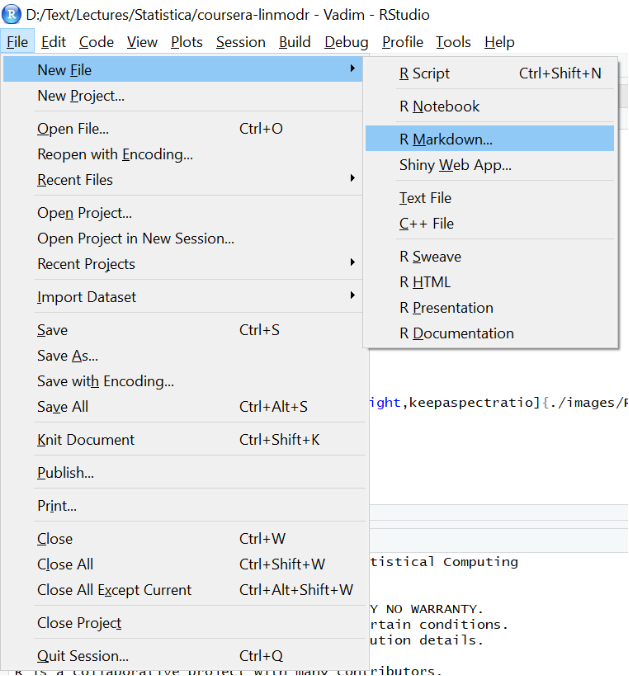 D:/Text/Lectures/Statistica/coursera-linmodr - Vadim - RStudio
File Edit Code View Plots Session Build Debug Profile Tools Help
New File
New Project...
Open File... Ctrl+O
Reopen with Encoding...
Recent Files
Open Project...
Open Project in New Session...
Recent Projects
Import Dataset
Save Ctrl+S
Save As...
Save with Encoding...
Save All Ctrl+Alt+S
Knit Document Ctrl+Shift+K
Publish...
Print...
Close Ctrl+W
Close All Ctrl+Shift+W
Close All Except Current Ctrl+Alt+Shift+W
Close Project
Quit Session... Ctrl+Q
R Script Ctrl+Shift+N
R Notebook
R Markdown...
Shiny Web App...
Text File
C++ File
R Sweave
R HTML
R Presentation
R Documentation
ight,keepaspectratio]{./images/R
tistical Computing
Y NO WARRANTY.
rtain conditions.
ution details.
R is a collaborative project with many contributors.